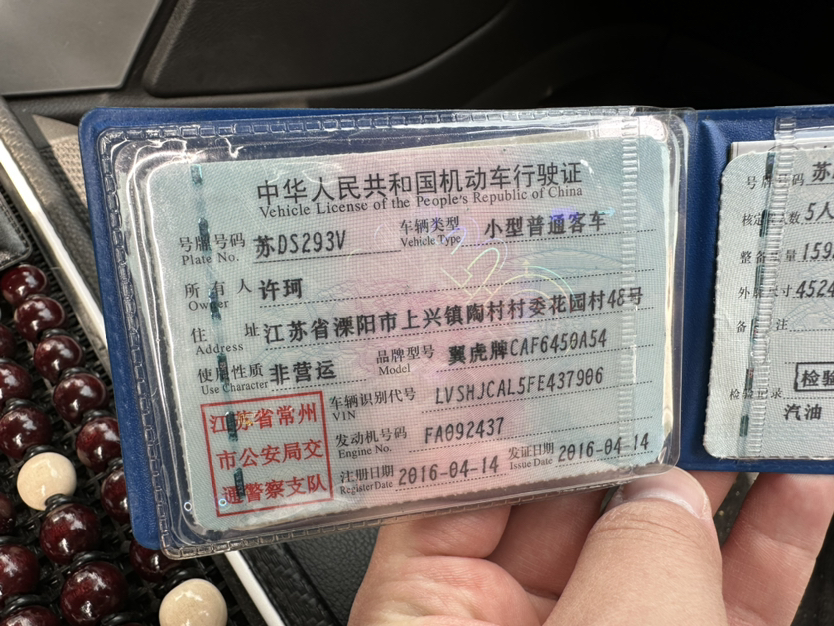 中华人民共和国机动车行驶证
Vehicle License of the People's Republic of China
号牌号码 苏DS293V 车辆类型 小型普通客车
Plate No. Vehicle Type
所有人 许珂
Owner
住址 江苏省溧阳市上兴镇陶村村委花园村48号
Address
使用性质 非营运 品牌型号 翼虎牌CAF6450A54
Use Character Model
江苏省常州
市公安局交
通警察支队
车辆识别代号 LVSHJCAL5FE437906
VIN
发动机号码 FA092437
Engine No.
注册日期 2016-04-14 发证日期 2016-04-14
Register Date Issue Date
号牌号码 苏
核定人数 5人
整备质量 159
外廓尺寸 4524
备注
检验记录
检验
汽油